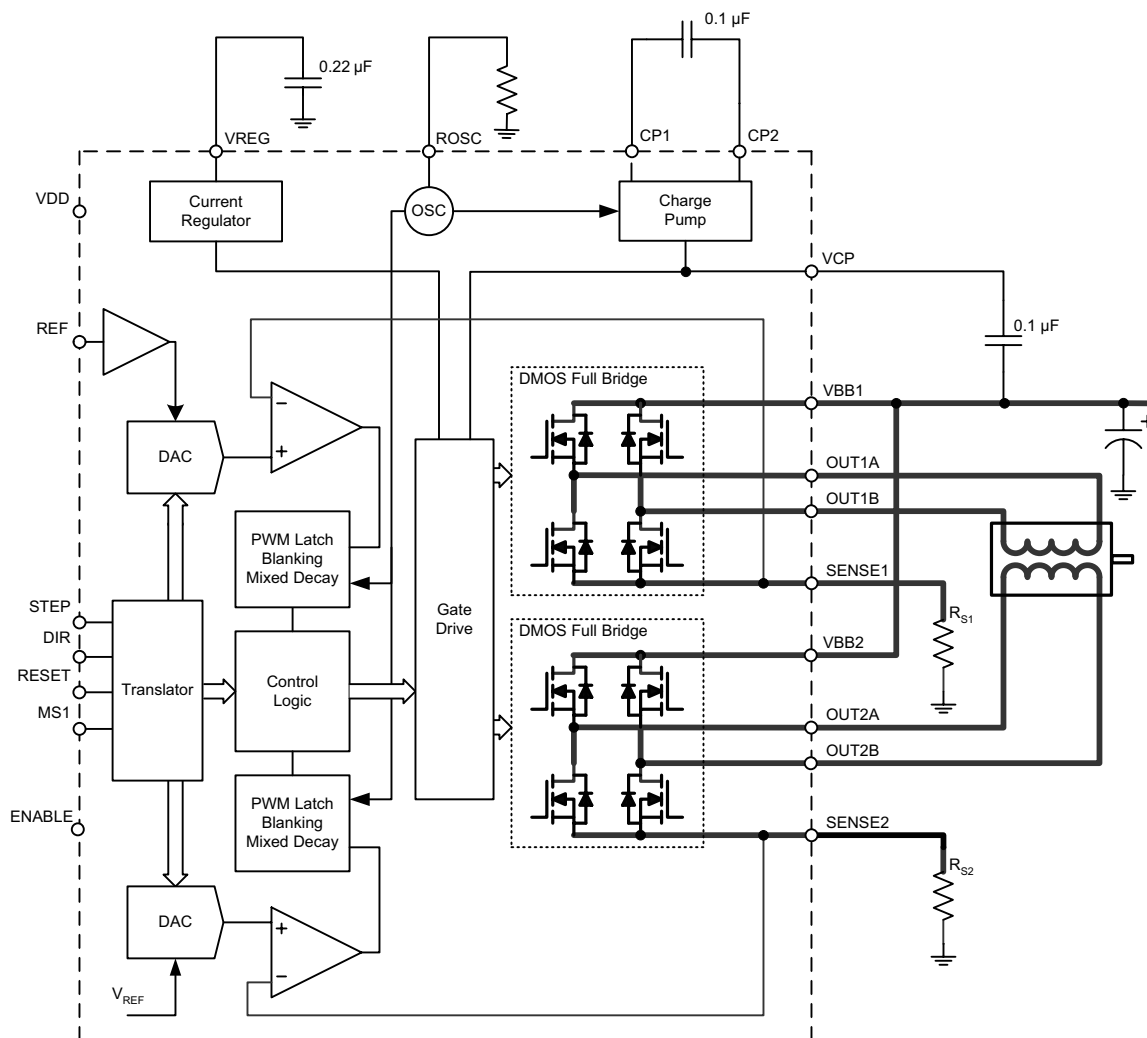 0.1 µF
0.22 µF
VREG
ROSC
CP1
CP2
VDD
Current
Regulator
OSC
Charge
Pump
VCP
REF
0.1 µF
DMOS Full Bridge
VBB1
+
−
+
DAC
OUT1A
OUT1B
PWM Latch
Blanking
Mixed Decay
SENSE1
STEP
DIR
RESET
MS1
Translator
Control
Logic
Gate
Drive
DMOS Full Bridge
RS1
VBB2
OUT2A
OUT2B
ENABLE
PWM Latch
Blanking
Mixed Decay
SENSE2
RS2
DAC
+
−
VREF